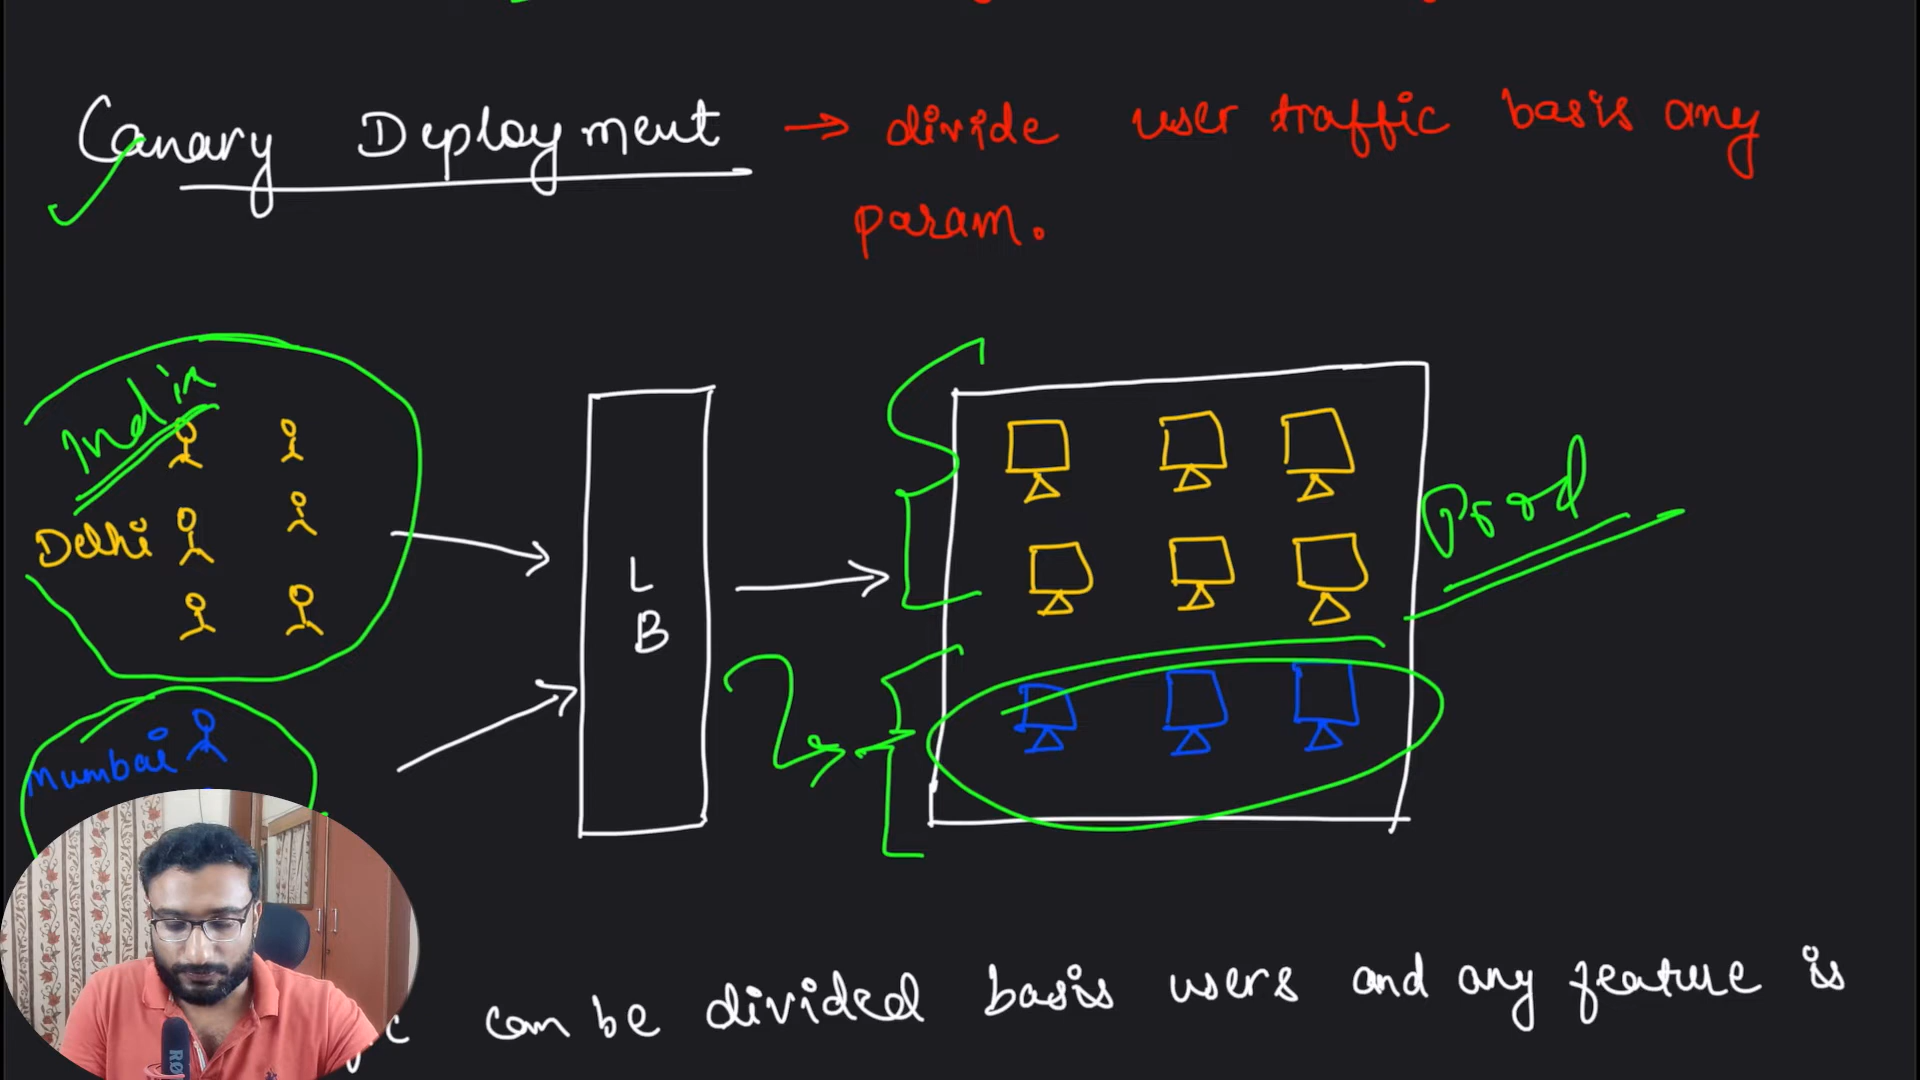 Canary Deployment → divide user traffic basis any
param.
India
Delhi
Mumbai
L
B
Prod
can be divided basis users and any feature is
RØ